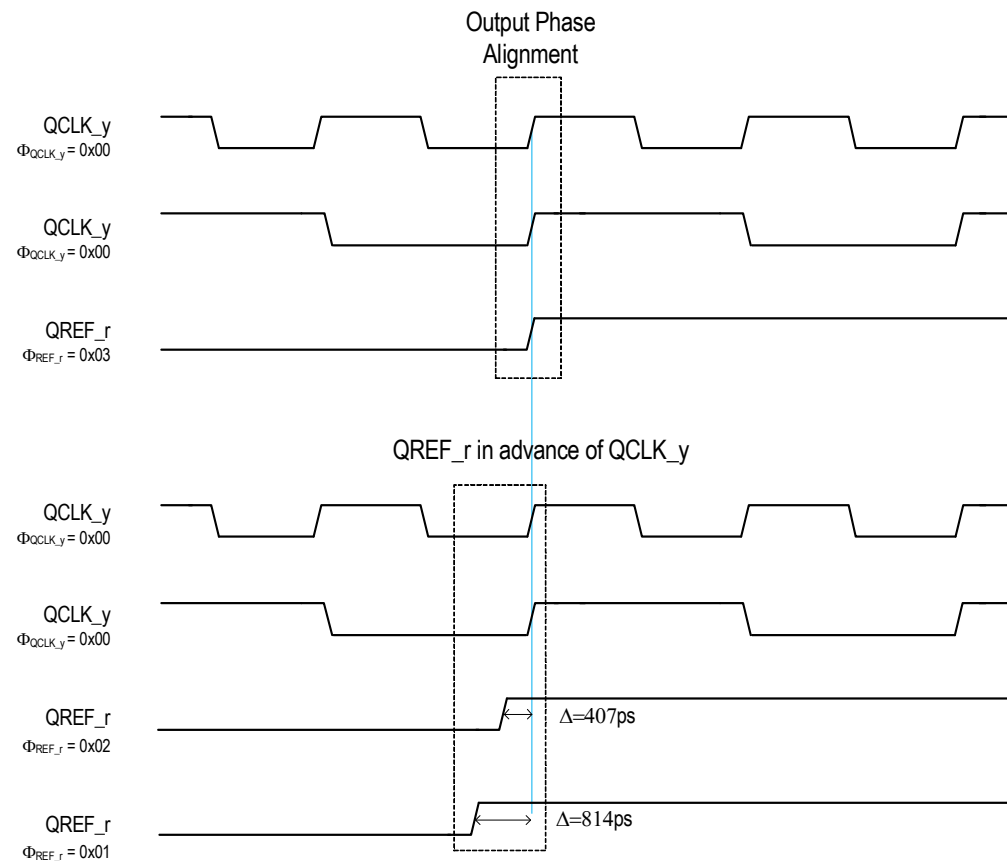 Output Phase
Alignment
QCLK_y
ΦQCLK_y = 0x00
QCLK_y
ΦQCLK_y = 0x00
QREF_r
ΦREF_r = 0x03
QREF_r in advance of QCLK_y
QCLK_y
ΦQCLK_y = 0x00
QCLK_y
ΦQCLK_y = 0x00
QREF_r
ΦREF_r = 0x02
Δ=407ps
QREF_r
ΦREF_r = 0x01
Δ=814ps